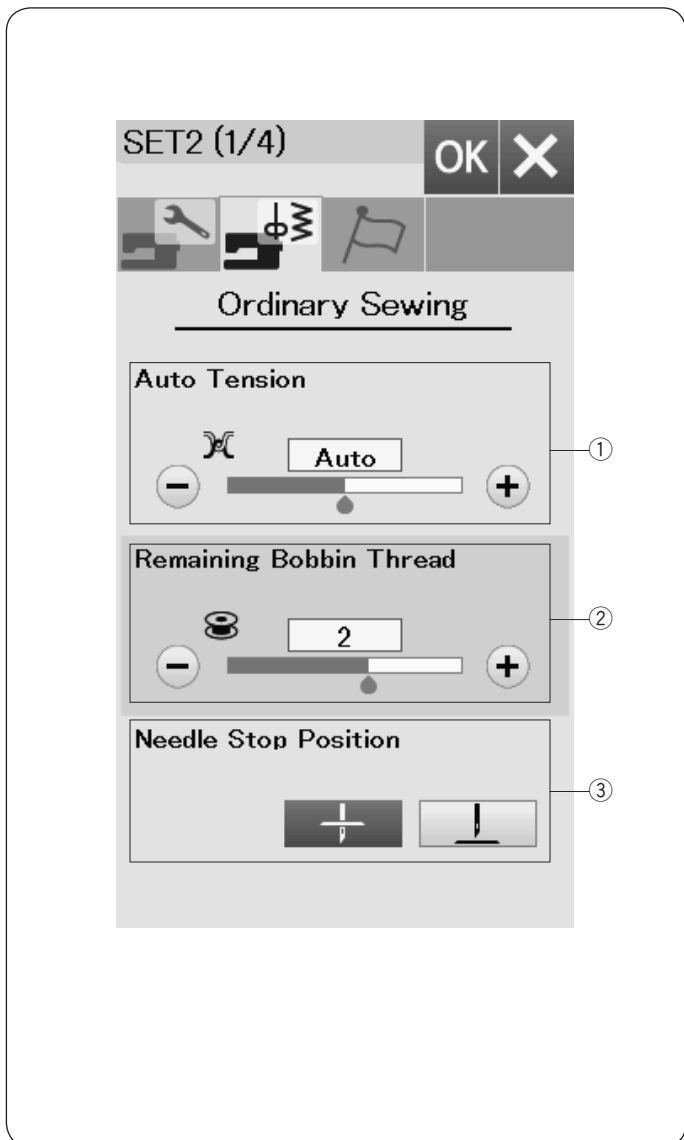 SET2 (1/4)
OK
Ordinary Sewing
Auto Tension
①
Auto
Remaining Bobbin Thread
②
2
Needle Stop Position
③